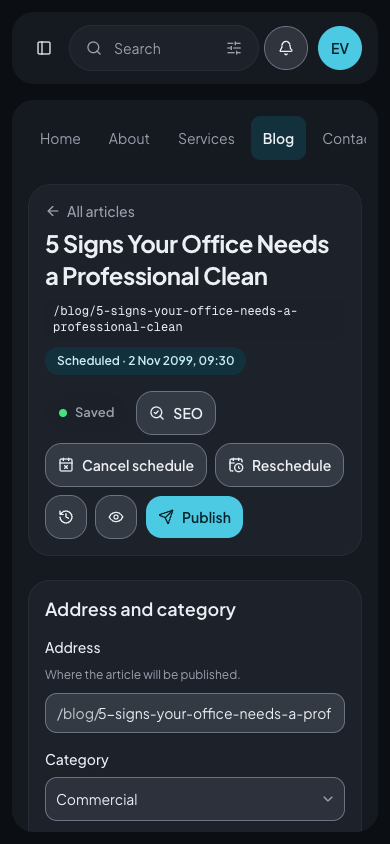 Search
EV
Home About Services Blog Contac
All articles
5 Signs Your Office Needs
a Professional Clean
/blog/5-signs-your-office-needs-a-
professional-clean
Scheduled · 2 Nov 2099, 09:30
Saved
SEO
Cancel schedule
Reschedule
Publish
Address and category
Address
Where the article will be published.
/blog/5-signs-your-office-needs-a-prof
Category
Commercial